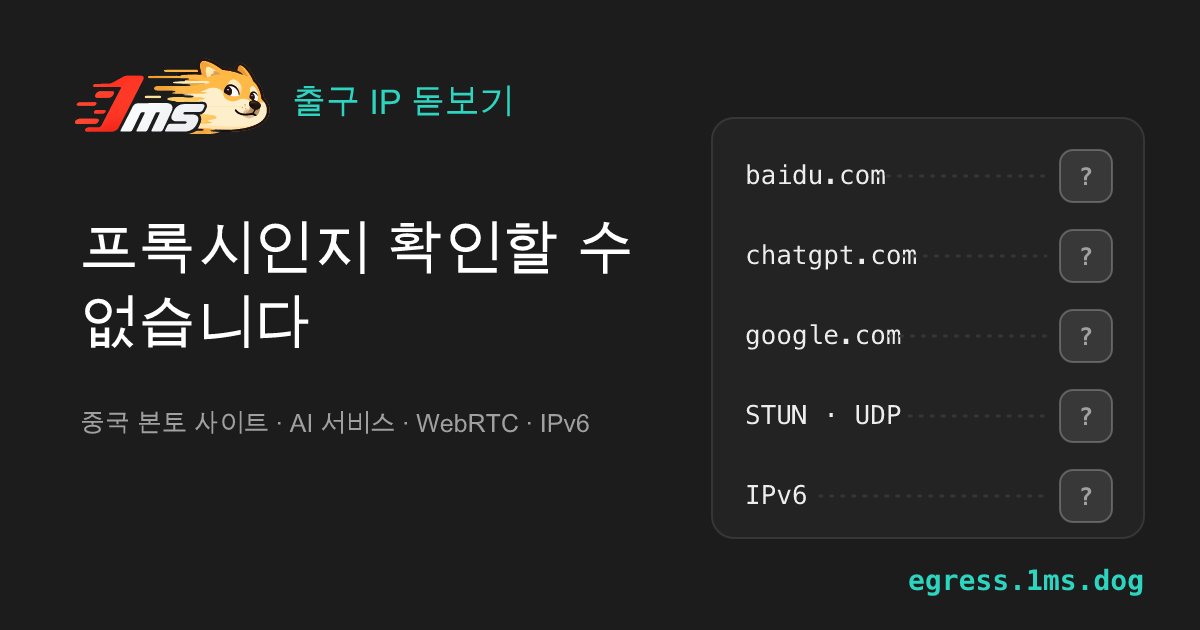 1ms 출구 IP 돋보기
프록시인지 확인할 수
없습니다
중국 본토 사이트 · AI 서비스 · WebRTC · IPv6
baidu.com ?
chatgpt.com ?
google.com ?
STUN · UDP ?
IPv6 ?
egress.1ms.dog